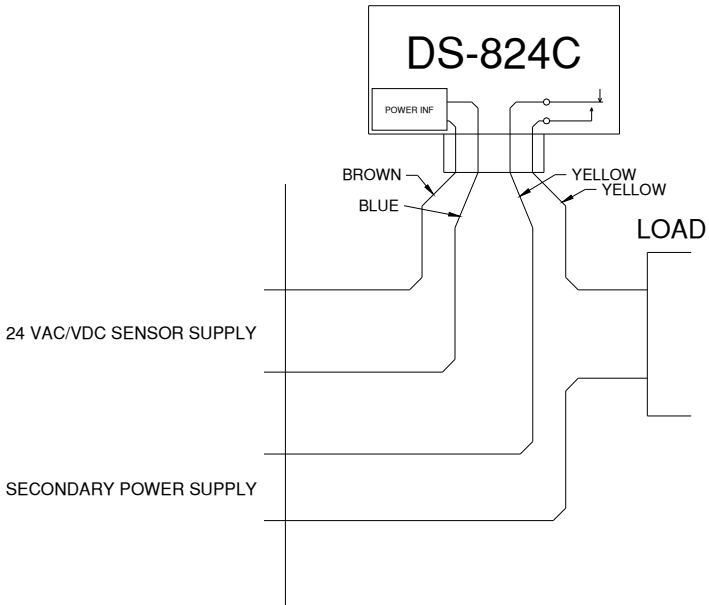 DS-824C
POWER INF
BROWN
YELLOW
YELLOW
BLUE
LOAD
24 VAC/VDC SENSOR SUPPLY
SECONDARY POWER SUPPLY